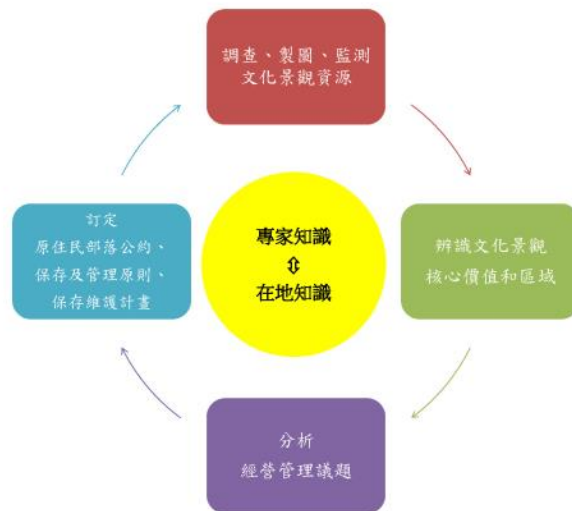 調查、製圖、監測
文化景觀資源
訂定
原住民部落公約、
保存及管理原則、
保存維護計畫
專家知識
⇕
在地知識
辨識文化景觀
核心價值和區域
分析
經營管理議題